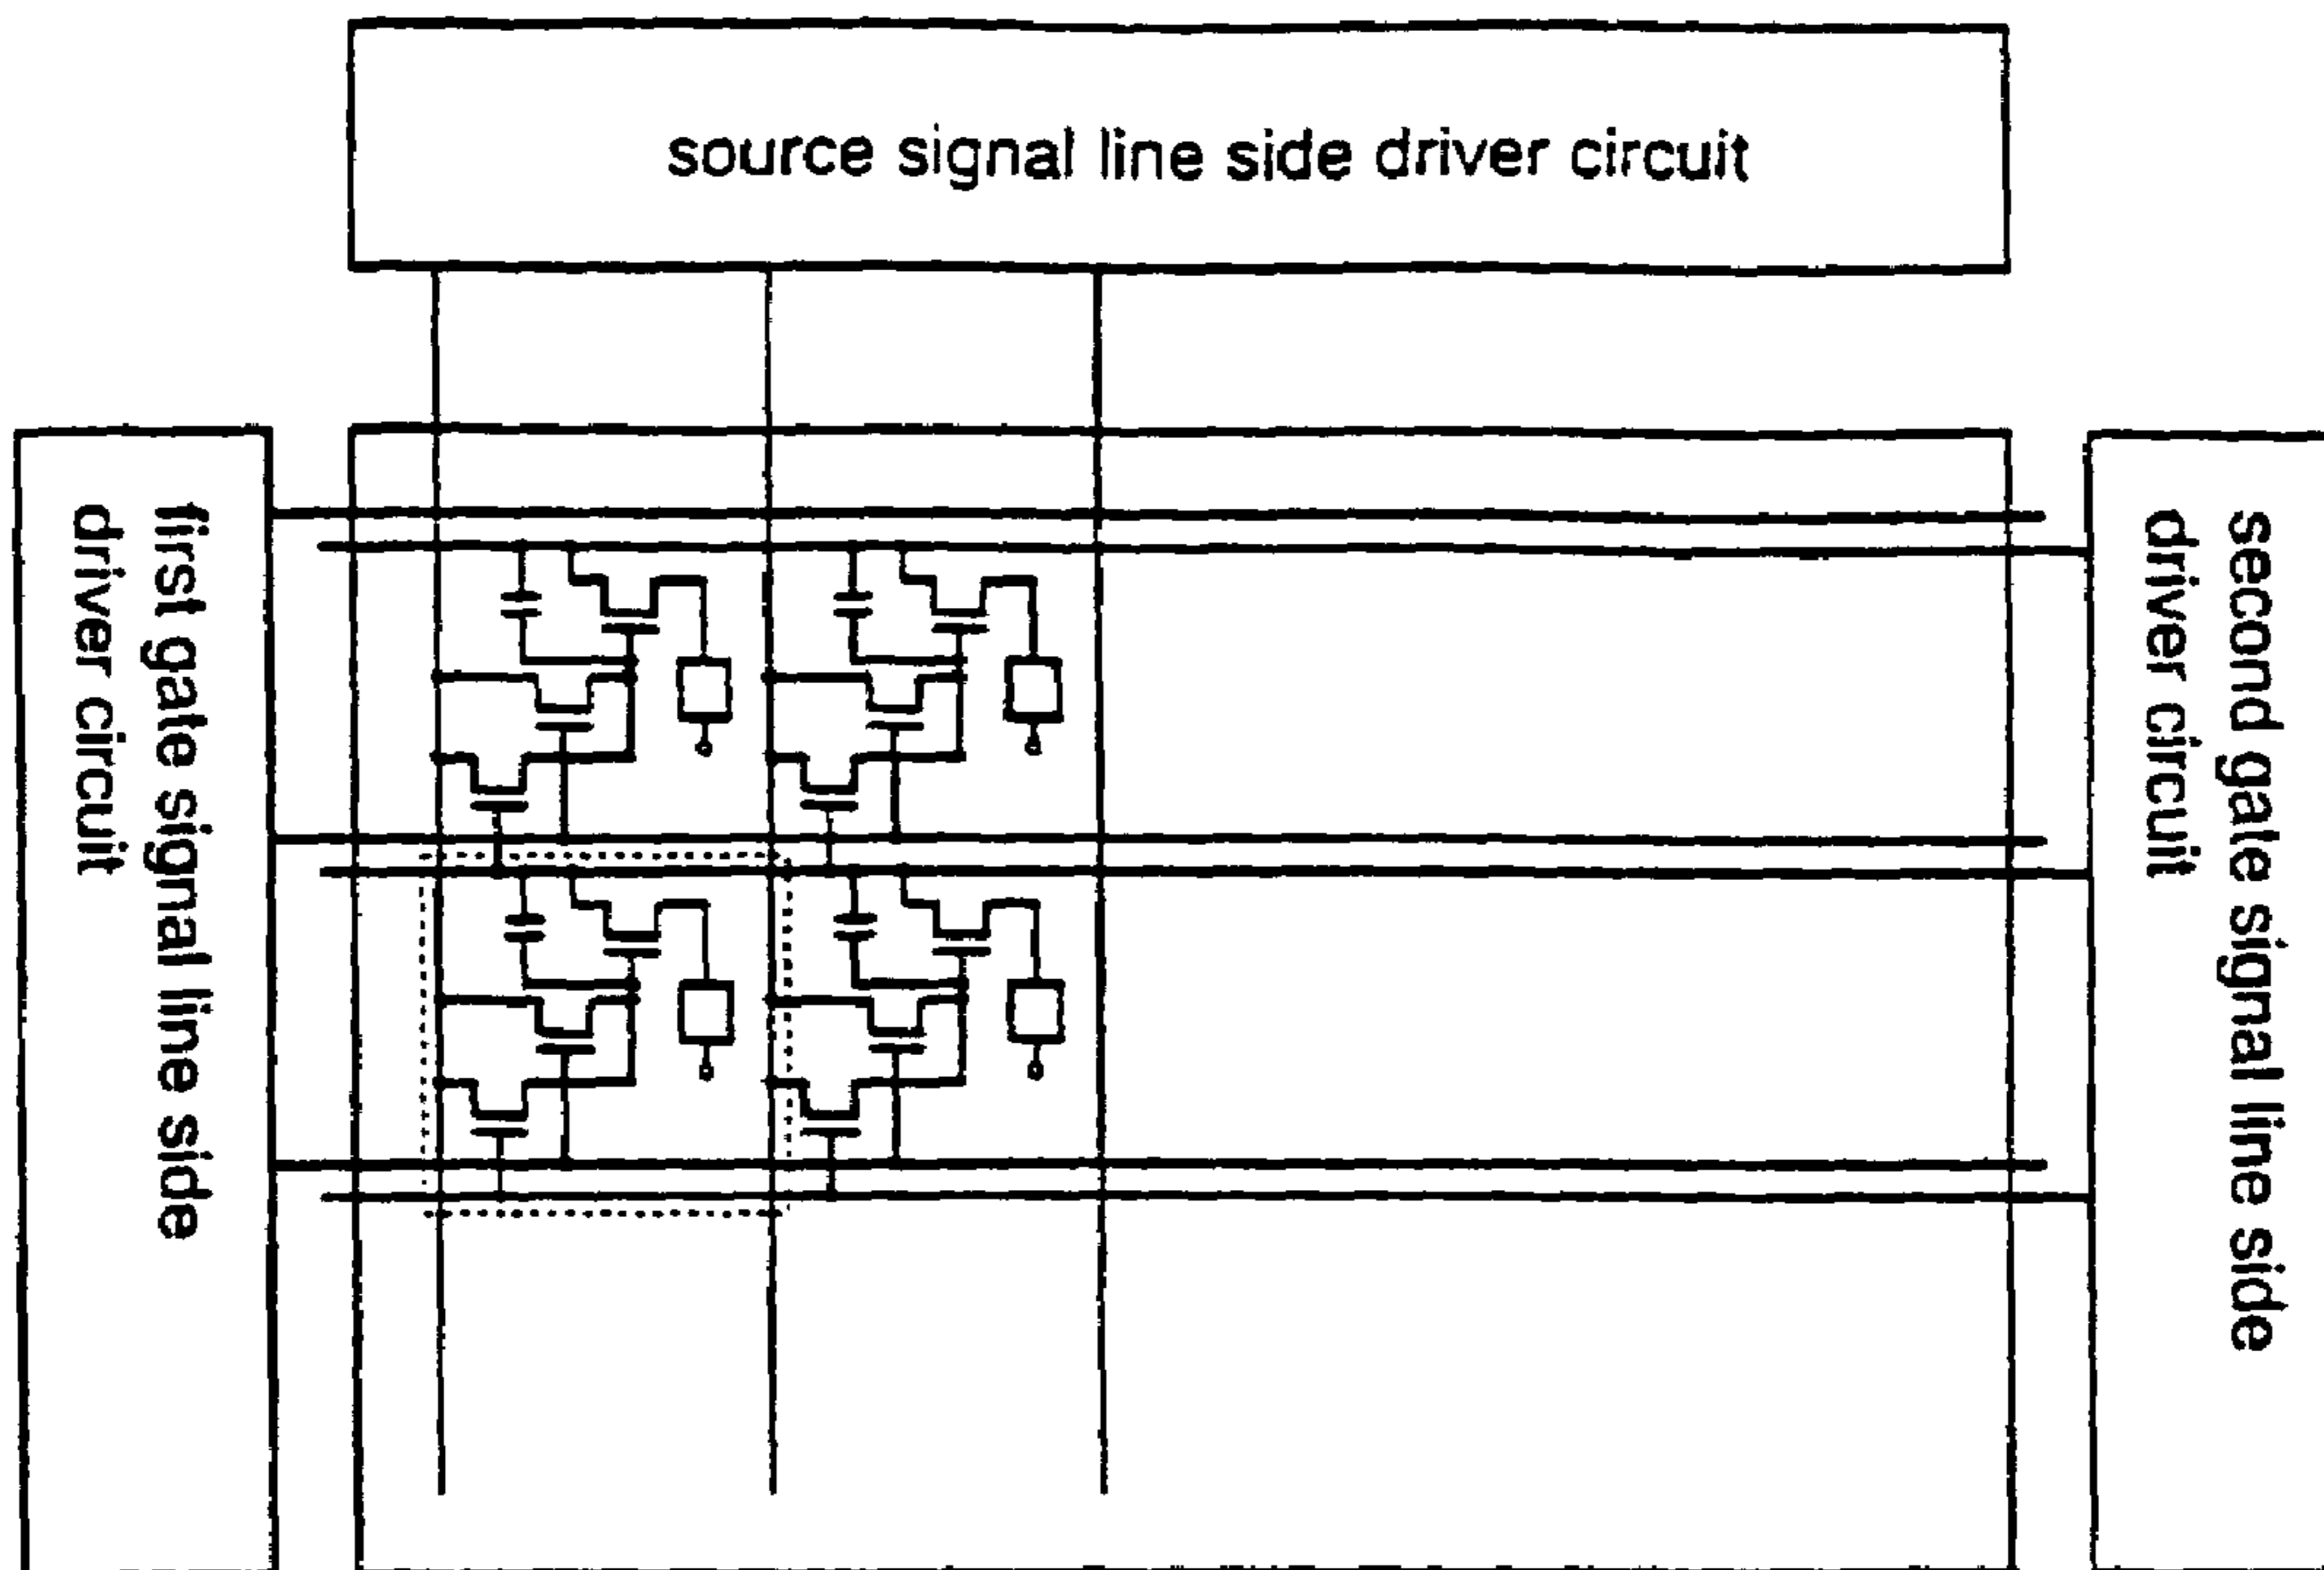 source signal line side driver circuit
first gate signal line side
driver circuit
second gate signal line side
driver circuit